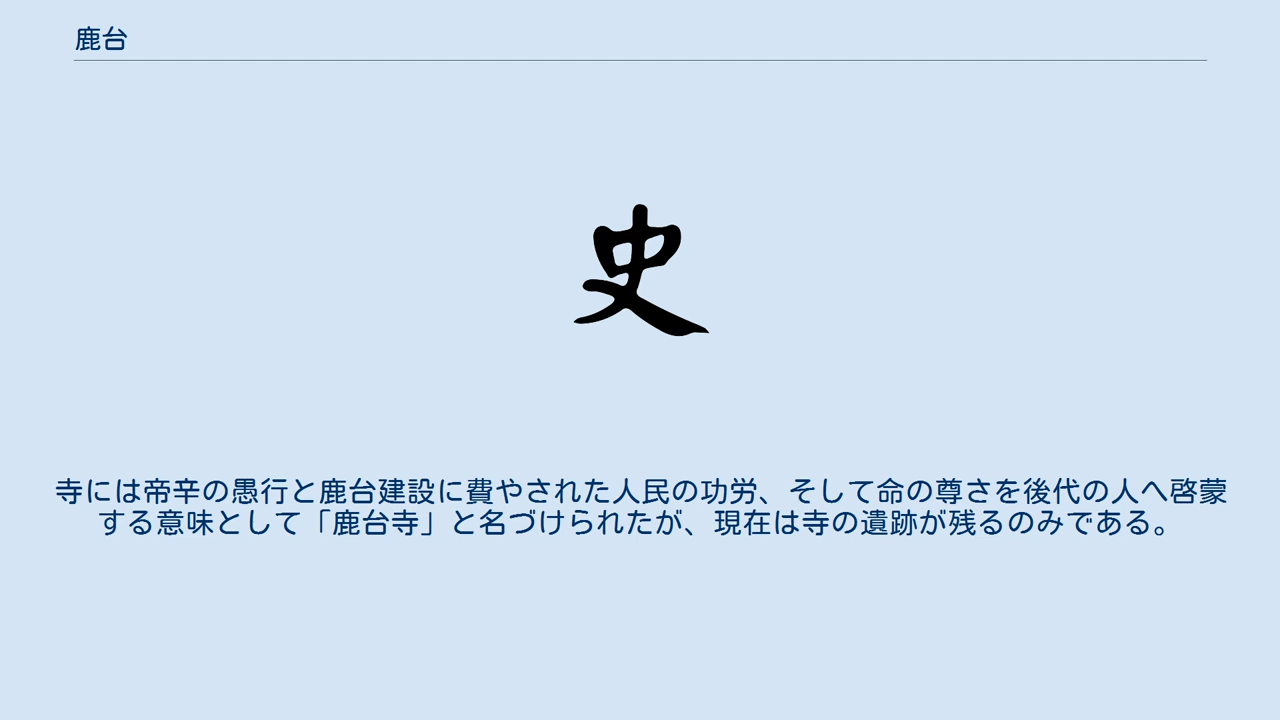 鹿台
史
寺には帝辛の愚行と鹿台建設に費やされた人民の功労、そして命の尊さを後代の人へ啓蒙
する意味として「鹿台寺」と名づけられたが、現在は寺の遺跡が残るのみである。